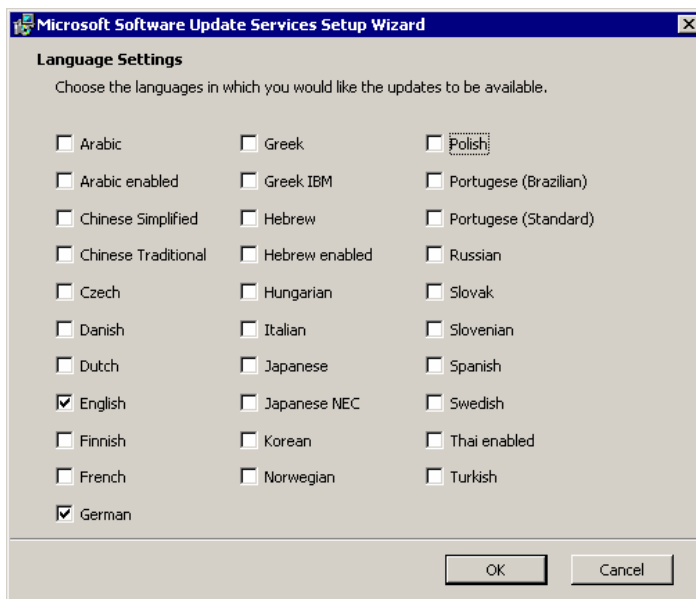 Microsoft Software Update Services Setup Wizard
Language Settings
Choose the languages in which you would like the updates to be available.
Arabic
Arabic enabled
Chinese Simplified
Chinese Traditional
Czech
Danish
Dutch
English
Finnish
French
German
Greek
Greek IBM
Hebrew
Hebrew enabled
Hungarian
Italian
Japanese
Japanese NEC
Korean
Norwegian
Polish
Portugese (Brazilian)
Portugese (Standard)
Russian
Slovak
Slovenian
Spanish
Swedish
Thai enabled
Turkish
OK
Cancel